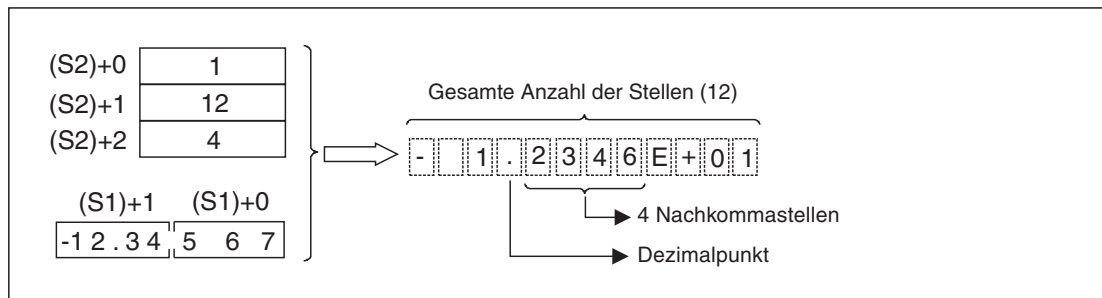 (S2)+0 1
(S2)+1 12
(S2)+2 4
(S1)+1 (S1)+0
-1 2 . 3 4 5 6 7
Gesamte Anzahl der Stellen (12)
- 1 . 2 3 4 6 E + 0 1
4 Nachkommastellen
Dezimalpunkt